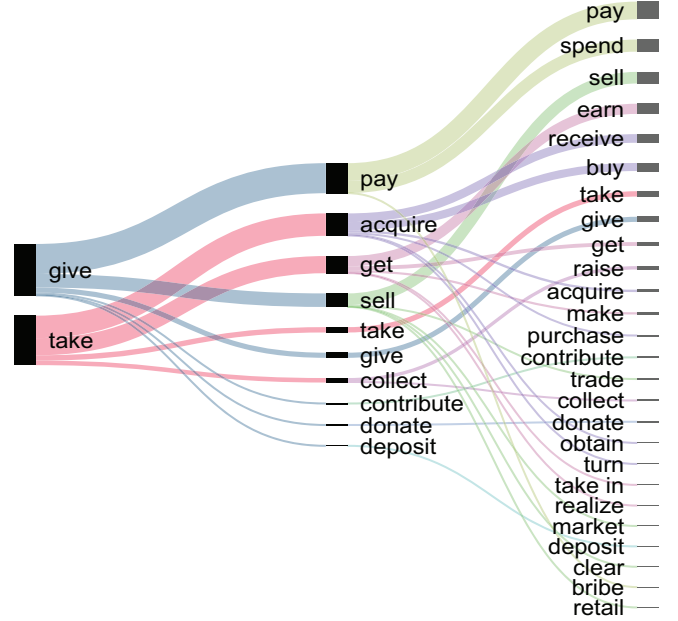 give
take
pay
acquire
get
sell
take
give
collect
contribute
donate
deposit
pay
spend
sell
earn
receive
buy
take
give
get
raise
acquire
make
purchase
contribute
trade
collect
donate
obtain
turn
take in
realize
market
deposit
clear
bribe
retail